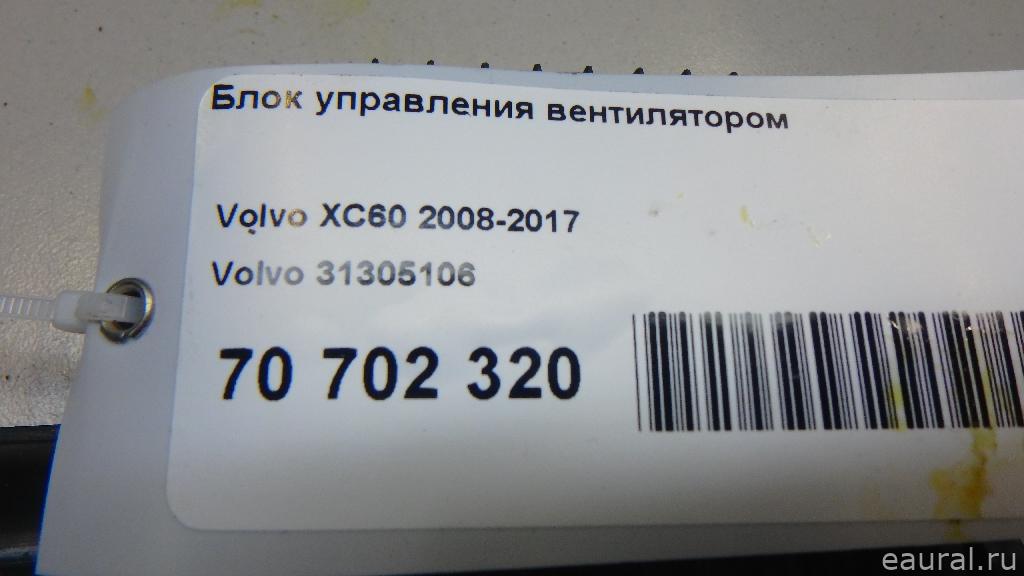 Блок управления вентилятором
Volvo XC60 2008-2017
Volvo 31305106
70 702 320
eaural.ru